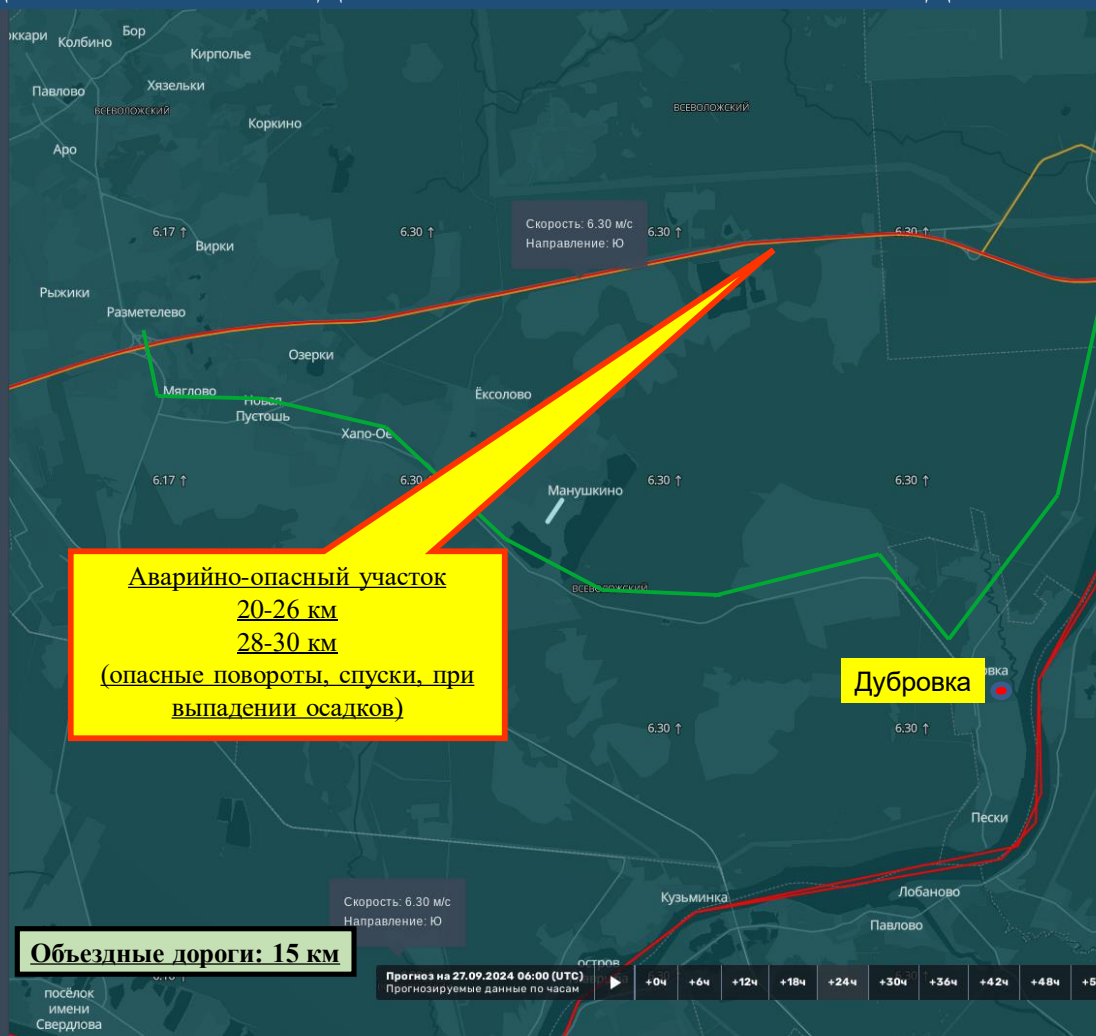 Бор
Колбино
Кирполье
Хязельки
Павлово
ВСЕВОЛОЖСКИЙ
ВСЕВОЛОЖСКИЙ
Коркино
Аро
Скорость: 6.30 м/с
Направление: Ю
6.17 ↑
6.30 ↑
6.30 ↑
6.30 ↑
Вирки
Рыжики
Разметелево
Озерки
Мяглово
Новая
Пустошь
Ёксолово
Хапо-Ое
6.17 ↑
6.30
6.30 ↑
6.30 ↑
Манушкино
ВСЕВОЛОЖСКИЙ
Аварийно-опасный участок
20-26 км
28-30 км
(опасные повороты, спуски, при
выпадении осадков)
Дубровка
вка
6.30 ↑
6.30 ↑
Пески
Скорость: 6.30 м/с
Направление: Ю
Кузьминка
Лобаново
Павлово
Объездные дороги: 15 км
остров
посёлок
имени
Свердлова
Прогноз на 27.09.2024 06:00 (UTC)
Прогнозируемые данные по часам
+0ч +6ч +12ч +18ч +24ч +30ч +36ч +42ч +48ч